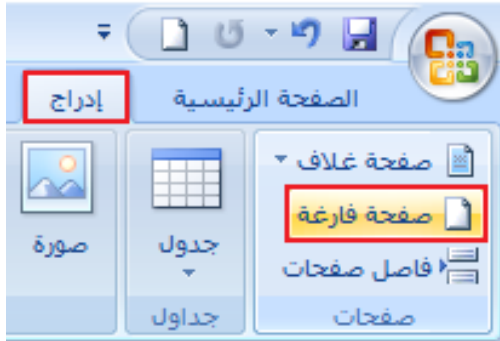 الصفحة الرئيسية
إدراج
صفحة غلاف
صفحة فارغة
فاصل صفحات
صفحات
جدول
جداول
صورة